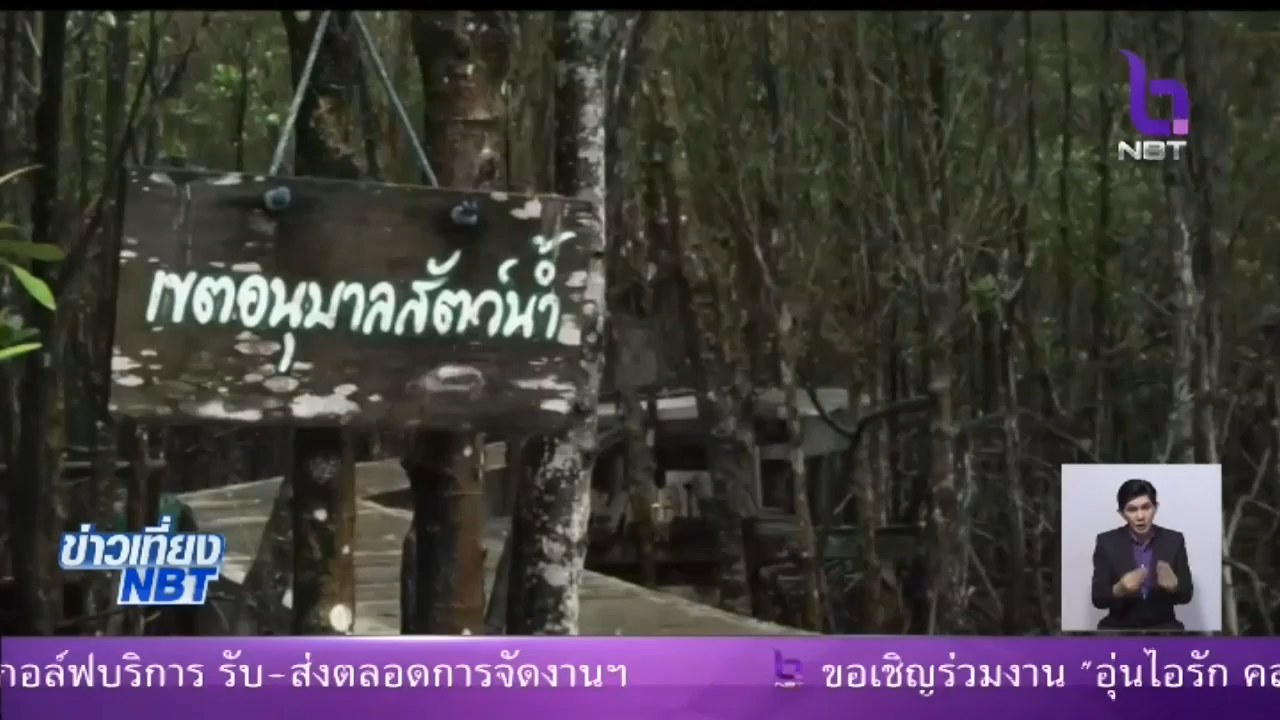 NBT
เขตอนุบาลสัตว์น้ำ
ข่าวเที่ยง
NBT
กอล์ฟบริการ รับ-ส่งตลอดการจัดงานฯ
NBT ขอเชิญร่วมงาน "อุ่นไอรัก